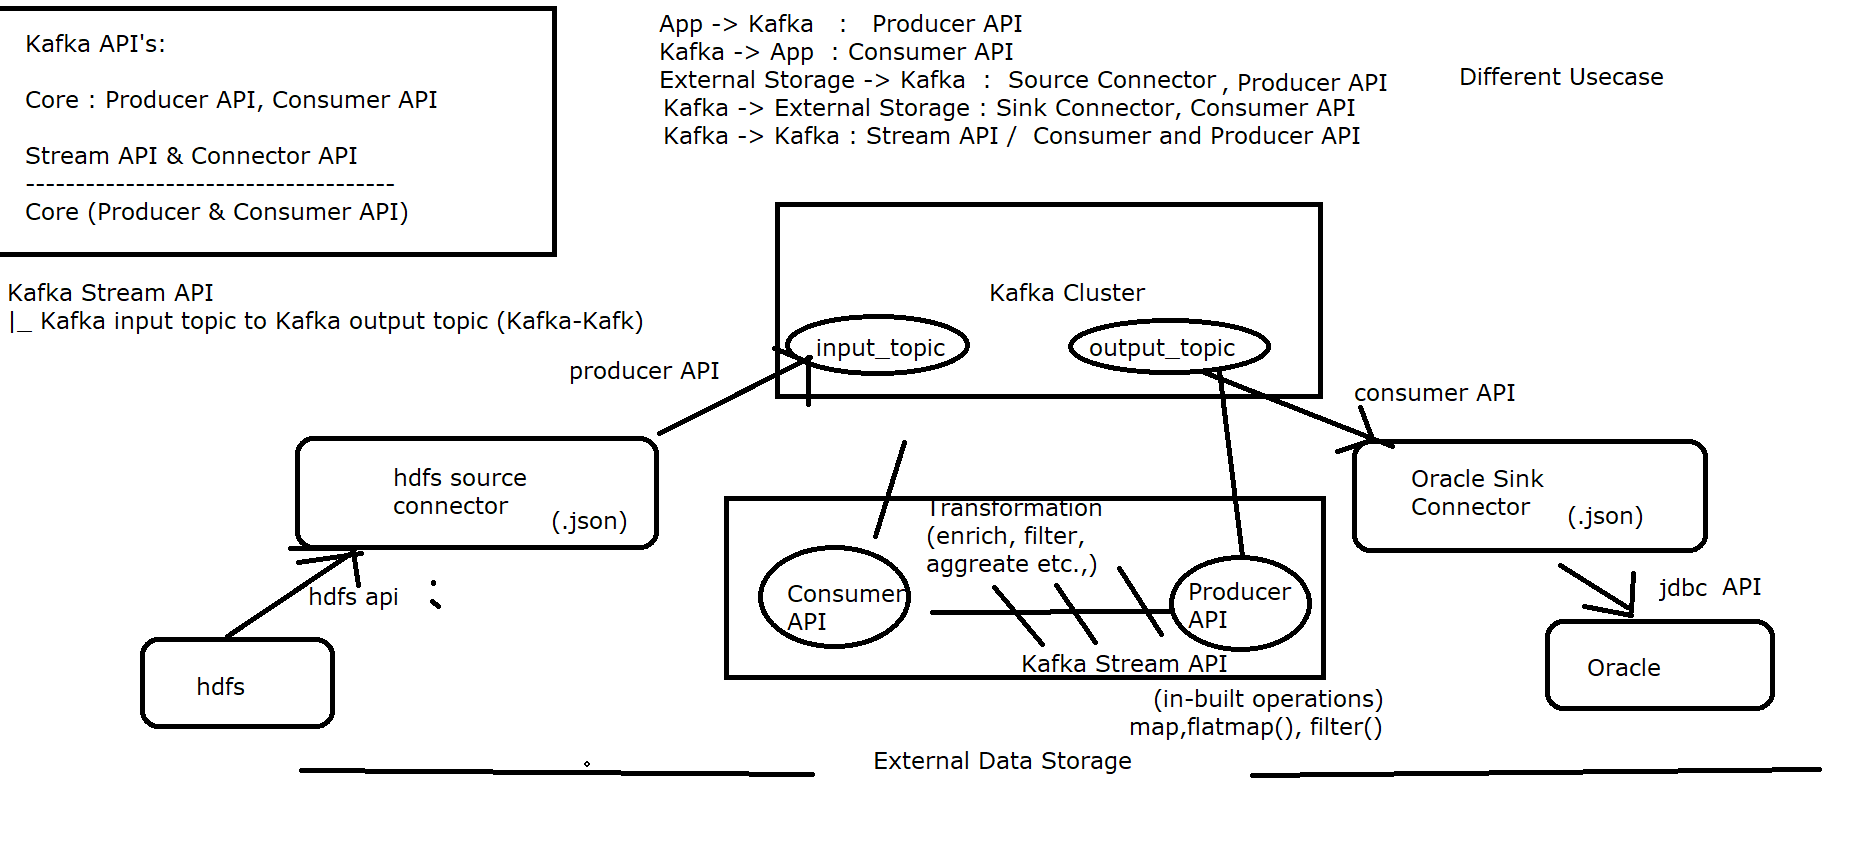 Kafka API's:
Core : Producer API, Consumer API
Stream API & Connector API
-------------------------------------
Core (Producer & Consumer API)
App -> Kafka : Producer API
Kafka -> App : Consumer API
External Storage -> Kafka : Source Connector , Producer API
Kafka -> External Storage : Sink Connector, Consumer API
Kafka -> Kafka : Stream API / Consumer and Producer API
Different Usecase
Kafka Stream API
|_ Kafka input topic to Kafka output topic (Kafka-Kafk)
Kafka Cluster
input_topic
output_topic
producer API
consumer API
hdfs source
connector
(.json)
Oracle Sink
Connector
(.json)
Transformation
(enrich, filter,
aggreate etc.,)
Consumer
API
Producer
API
Kafka Stream API
hdfs api
jdbc API
hdfs
Oracle
(in-built operations)
map,flatmap(), filter()
External Data Storage